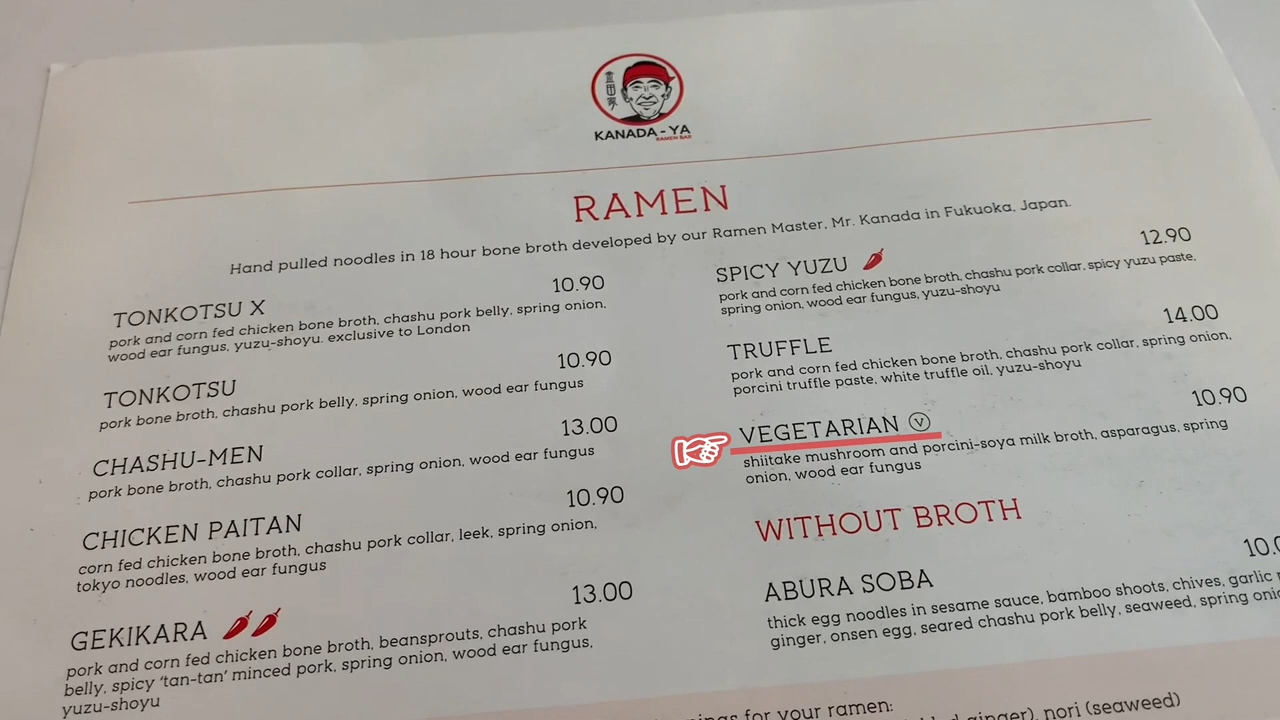 金田家
KANADA-YA
RAMEN BAR
RAMEN
Hand pulled noodles in 18 hour bone broth developed by our Ramen Master, Mr. Kanada in Fukuoka, Japan.
TONKOTSU X 10.90
pork and corn fed chicken bone broth, chashu pork belly, spring onion,
wood ear fungus, yuzu-shoyu. exclusive to London
TONKOTSU 10.90
pork bone broth, chashu pork belly, spring onion, wood ear fungus
CHASHU-MEN 13.00
pork bone broth, chashu pork collar, spring onion, wood ear fungus
CHICKEN PAITAN 10.90
corn fed chicken bone broth, chashu pork collar, leek, spring onion,
tokyo noodles, wood ear fungus
GEKIKARA 13.00
pork and corn fed chicken bone broth, beansprouts, chashu pork
belly, spicy 'tan-tan' minced pork, spring onion, wood ear fungus,
yuzu-shoyu
SPICY YUZU 12.90
pork and corn fed chicken bone broth, chashu pork collar, spicy yuzu paste,
spring onion, wood ear fungus, yuzu-shoyu
TRUFFLE 14.00
pork and corn fed chicken bone broth, chashu pork collar, spring onion,
porcini truffle paste, white truffle oil, yuzu-shoyu
VEGETARIAN V 10.90
shiitake mushroom and porcini-soya milk broth, asparagus, spring
onion, wood ear fungus
WITHOUT BROTH
ABURA SOBA
thick egg noodles in sesame sauce, bamboo shoots, chives, garlic
ginger, onsen egg, seared chashu pork belly, seaweed, spring
for your ramen:
ginger), nori (seaweed)